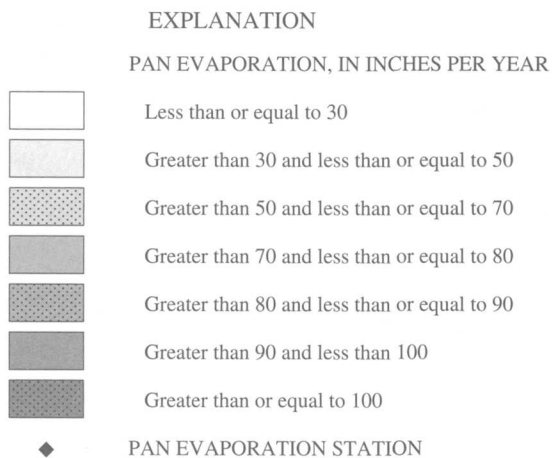 EXPLANATION
PAN EVAPORATION, IN INCHES PER YEAR
Less than or equal to 30
Greater than 30 and less than or equal to 50
Greater than 50 and less than or equal to 70
Greater than 70 and less than or equal to 80
Greater than 80 and less than or equal to 90
Greater than 90 and less than 100
Greater than or equal to 100
PAN EVAPORATION STATION